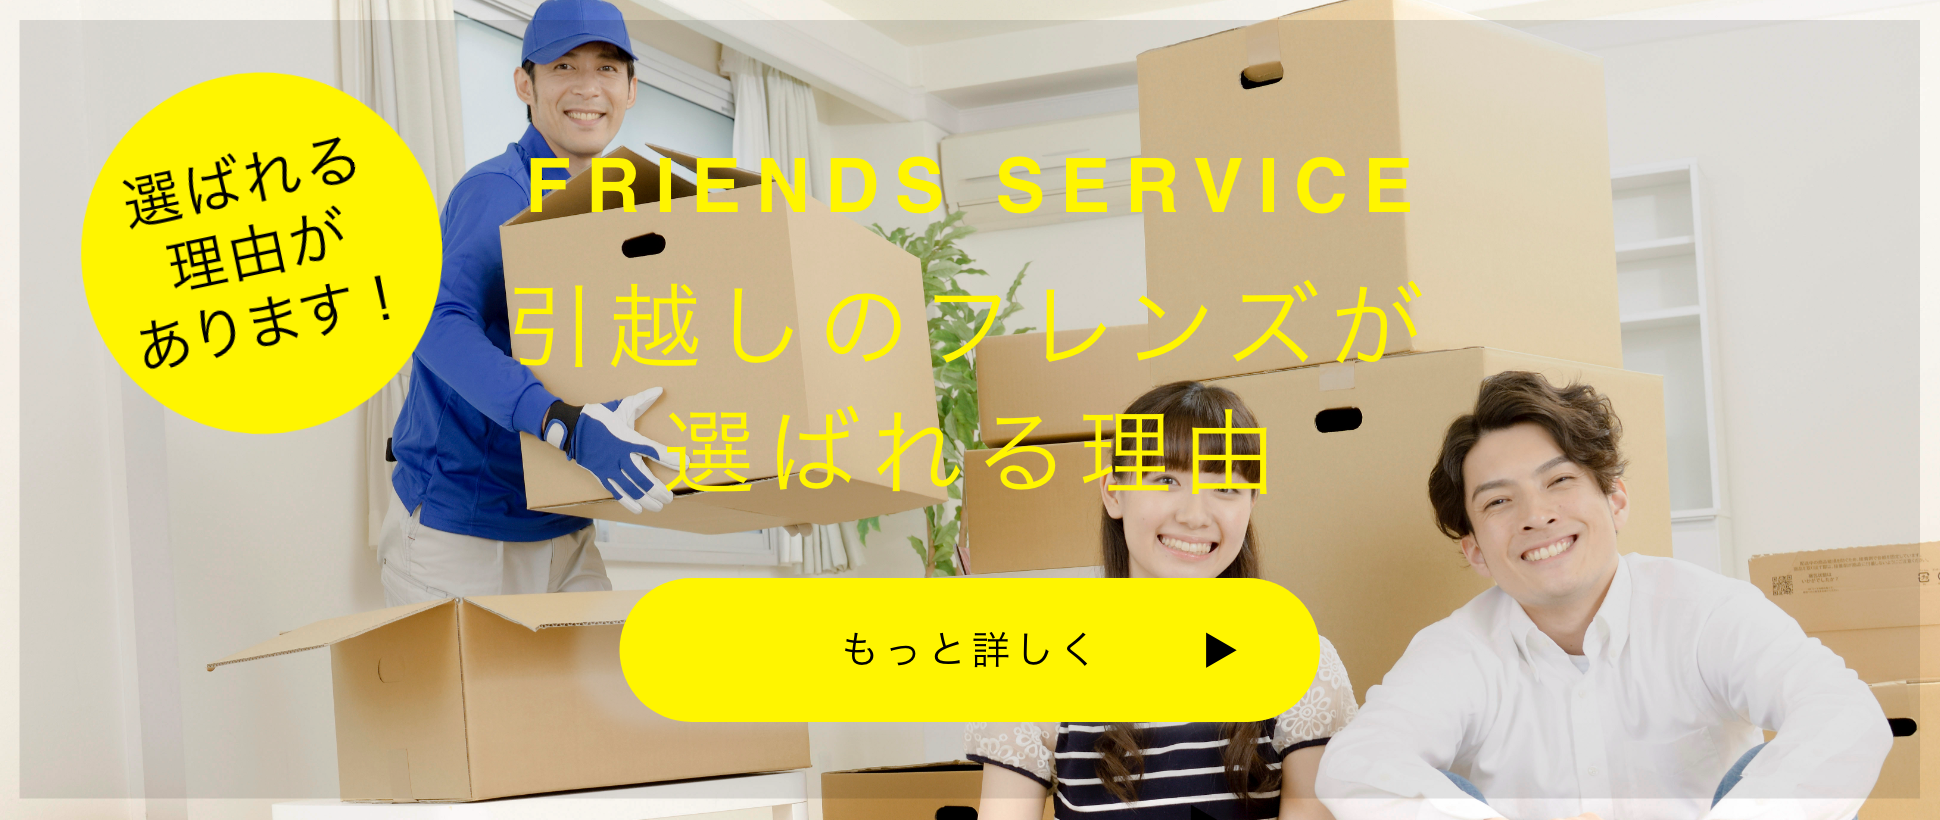 選ばれる
理由が
あります！
FRIENDS SERVICE
引越しのフレンズが
選ばれる理由
もっと詳しく ▶